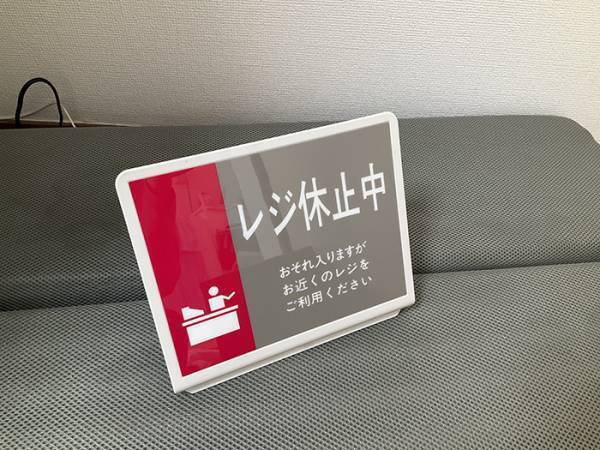 レジ休止中
おそれ入りますが
お近くのレジを
ご利用ください